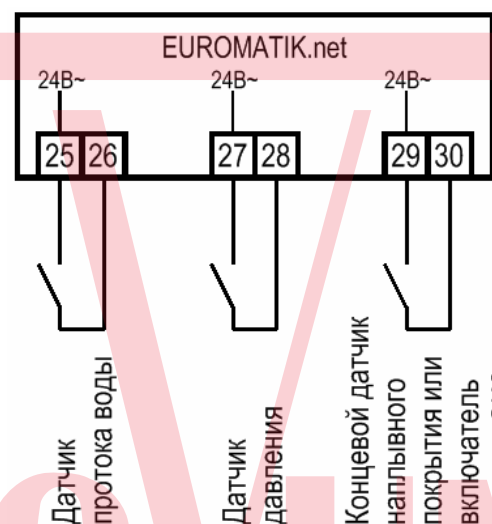 EUROMATIK.net
24В~ 24В~ 24В~
25 26 27 28 29 30
Датчик
протока воды
Датчик
давления
Концевой датчик
наплывного
покрытия или
включатель